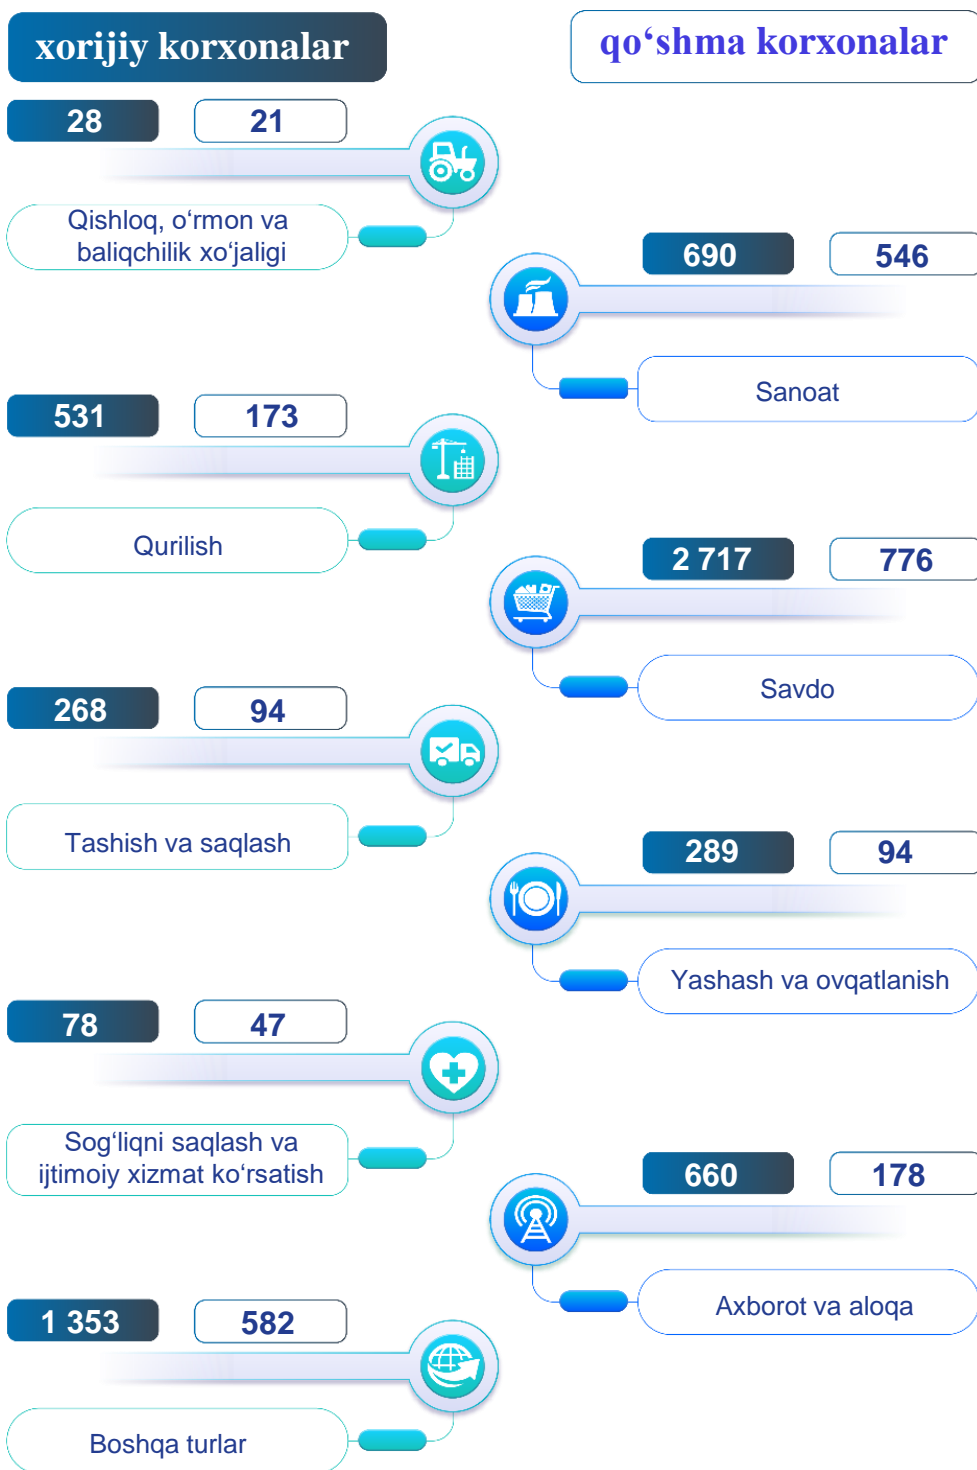 xorijiy korxonalar
qo‘shma korxonalar
28 21
Qishloq, o‘rmon va
baliqchilik xo‘jaligi
690 546
Sanoat
531 173
Qurilish
2 717 776
Savdo
268 94
Tashish va saqlash
289 94
Yashash va ovqatlanish
78 47
Sog‘liqni saqlash va
ijtimoiy xizmat ko‘rsatish
660 178
Axborot va aloqa
1 353 582
Boshqa turlar